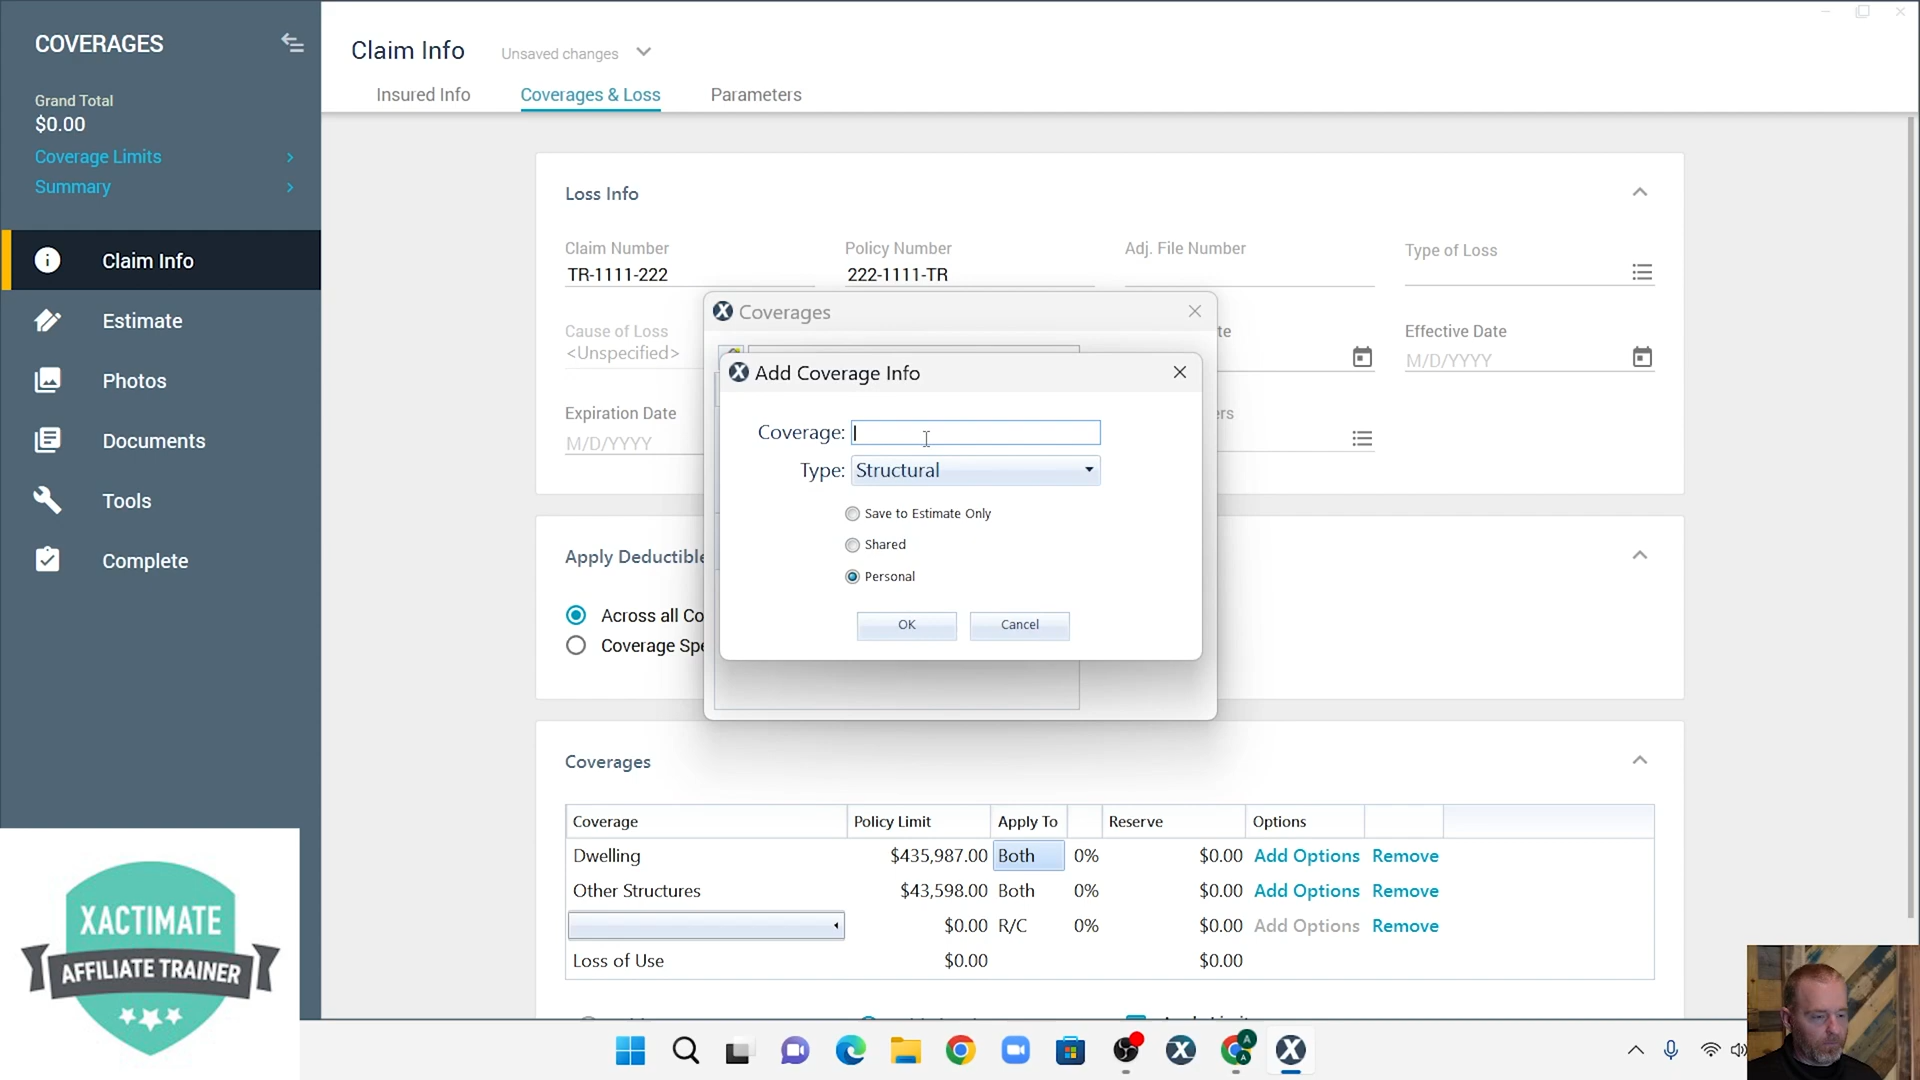 COVERAGES
Grand Total
$0.00
Coverage Limits
Summary
Claim Info
Estimate
Photos
Documents
Tools
Complete
XACTIMATE
AFFILIATE TRAINER
Claim Info Unsaved changes
Insured Info Coverages & Loss Parameters
Loss Info
Claim Number Policy Number Adj. File Number Type of Loss
TR-1111-222 222-1111-TR
Cause of Loss Effective Date
<Unspecified> M/D/YYYY
Expiration Date
M/D/YYYY
Coverages
Add Coverage Info
Coverage:
Type: Structural
Save to Estimate Only
Shared
Personal
OK Cancel
Apply Deductible
Across all
Coverage
Coverages
Coverage Policy Limit Apply To Reserve Options
Dwelling $435,987.00 Both 0% $0.00 Add Options Remove
Other Structures $43,598.00 Both 0% $0.00 Add Options Remove
$0.00 R/C 0% $0.00 Add Options Remove
Loss of Use $0.00 $0.00